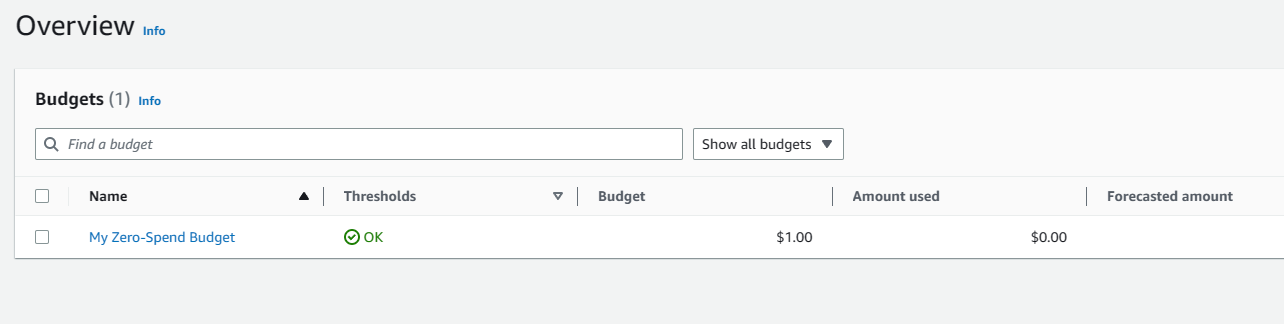 Overview Info
Budgets (1) Info
Find a budget
Show all budgets
Name Thresholds Budget Amount used Forecasted amount
My Zero-Spend Budget OK $1.00 $0.00